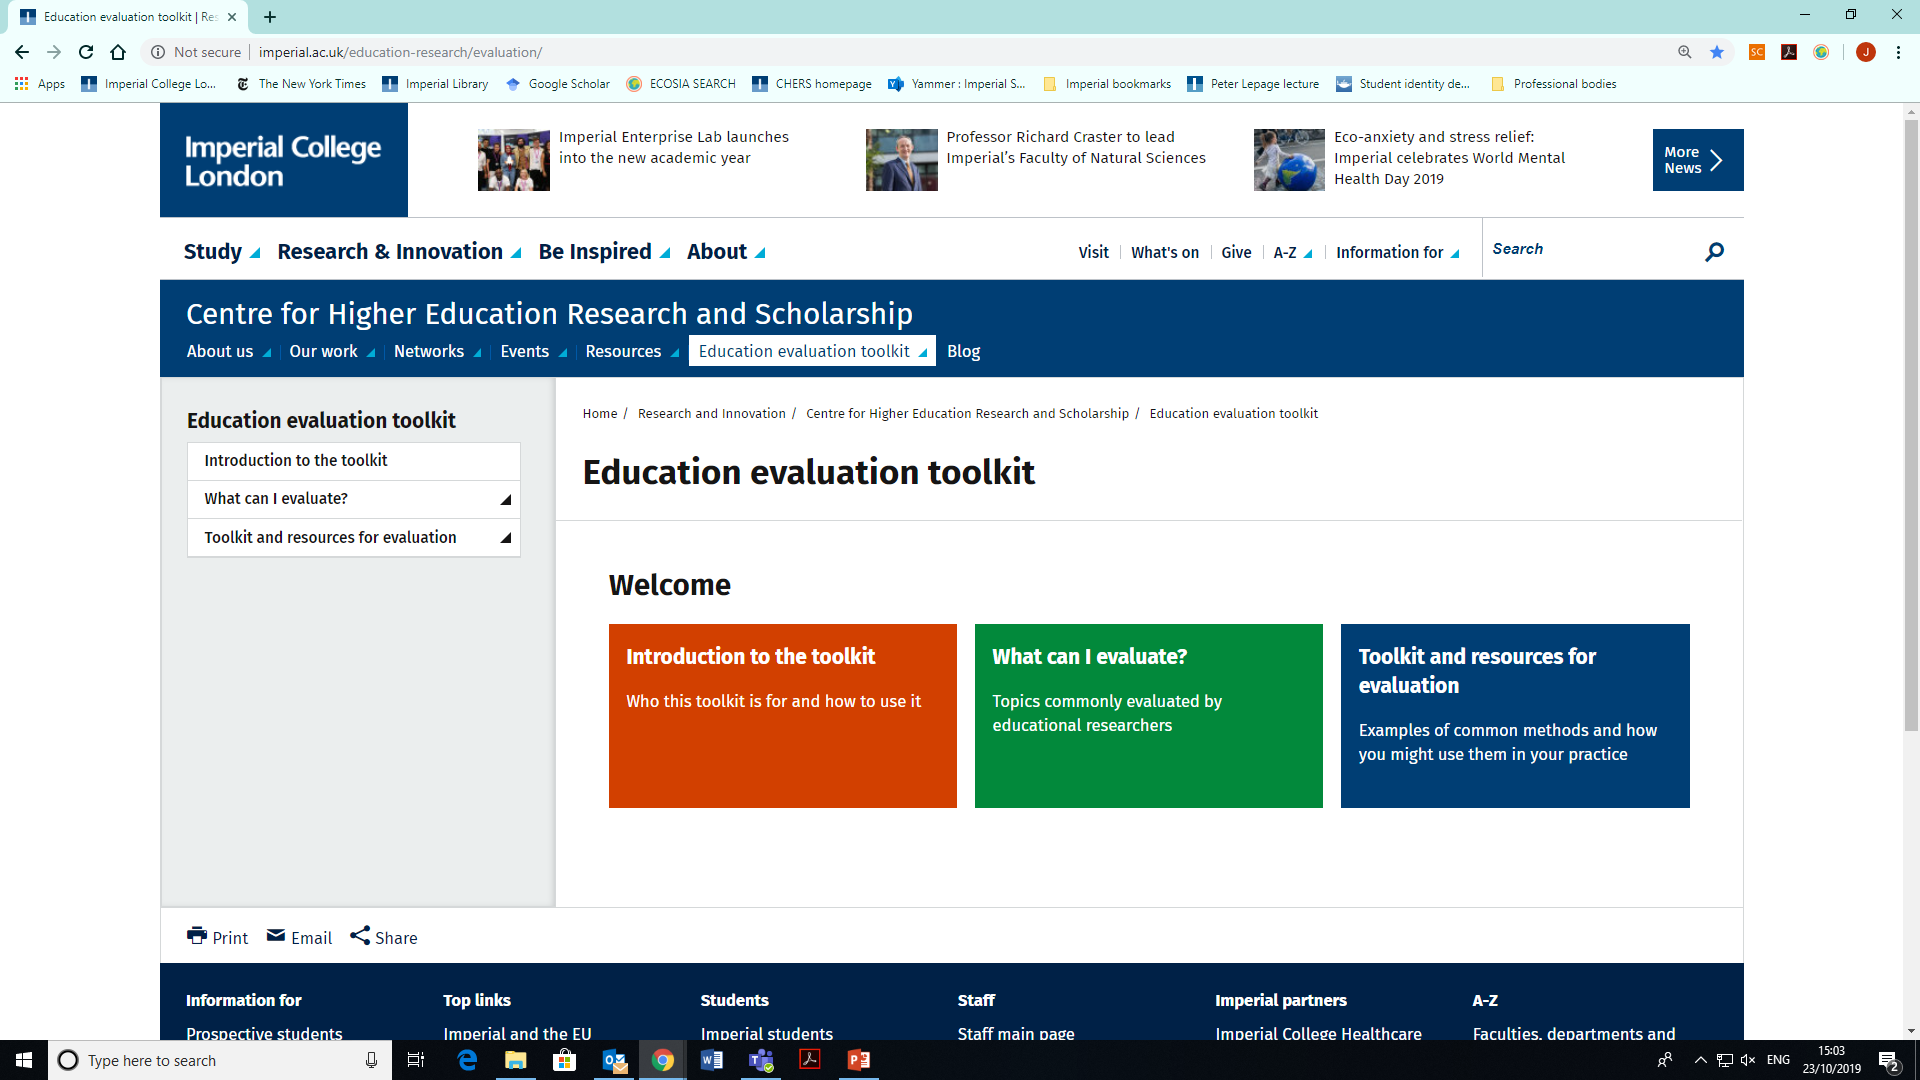 Education evaluation toolkit | Res
Not secure | imperial.ac.uk/education-research/evaluation/
SC
J
Apps
Imperial College Lo...
The New York Times
Imperial Library
Google Scholar
ECOSIA SEARCH
CHERS homepage
Yammer : Imperial S...
Imperial bookmarks
Peter Lepage lecture
Student identity de...
Professional bodies
Imperial College
London
Imperial Enterprise Lab launches
into the new academic year
Professor Richard Craster to lead
Imperial’s Faculty of Natural Sciences
Eco-anxiety and stress relief:
Imperial celebrates World Mental
Health Day 2019
More
News
Study
Research & Innovation
Be Inspired
About
Visit
What's on
Give
A-Z
Information for
Search
Centre for Higher Education Research and Scholarship
About us
Our work
Networks
Events
Resources
Education evaluation toolkit
Blog
Education evaluation toolkit
Introduction to the toolkit
What can I evaluate?
Toolkit and resources for evaluation
Home / Research and Innovation / Centre for Higher Education Research and Scholarship / Education evaluation toolkit
Education evaluation toolkit
Welcome
Introduction to the toolkit
Who this toolkit is for and how to use it
What can I evaluate?
Topics commonly evaluated by
educational researchers
Toolkit and resources for
evaluation
Examples of common methods and how
you might use them in your practice
Print
Email
Share
Information for
Top links
Students
Staff
Imperial partners
A-Z
Prospective students
Imperial and the EU
Imperial students
Staff main page
Imperial College Healthcare
Faculties, departments and
Type here to search
ENG
15:03
23/10/2019
2